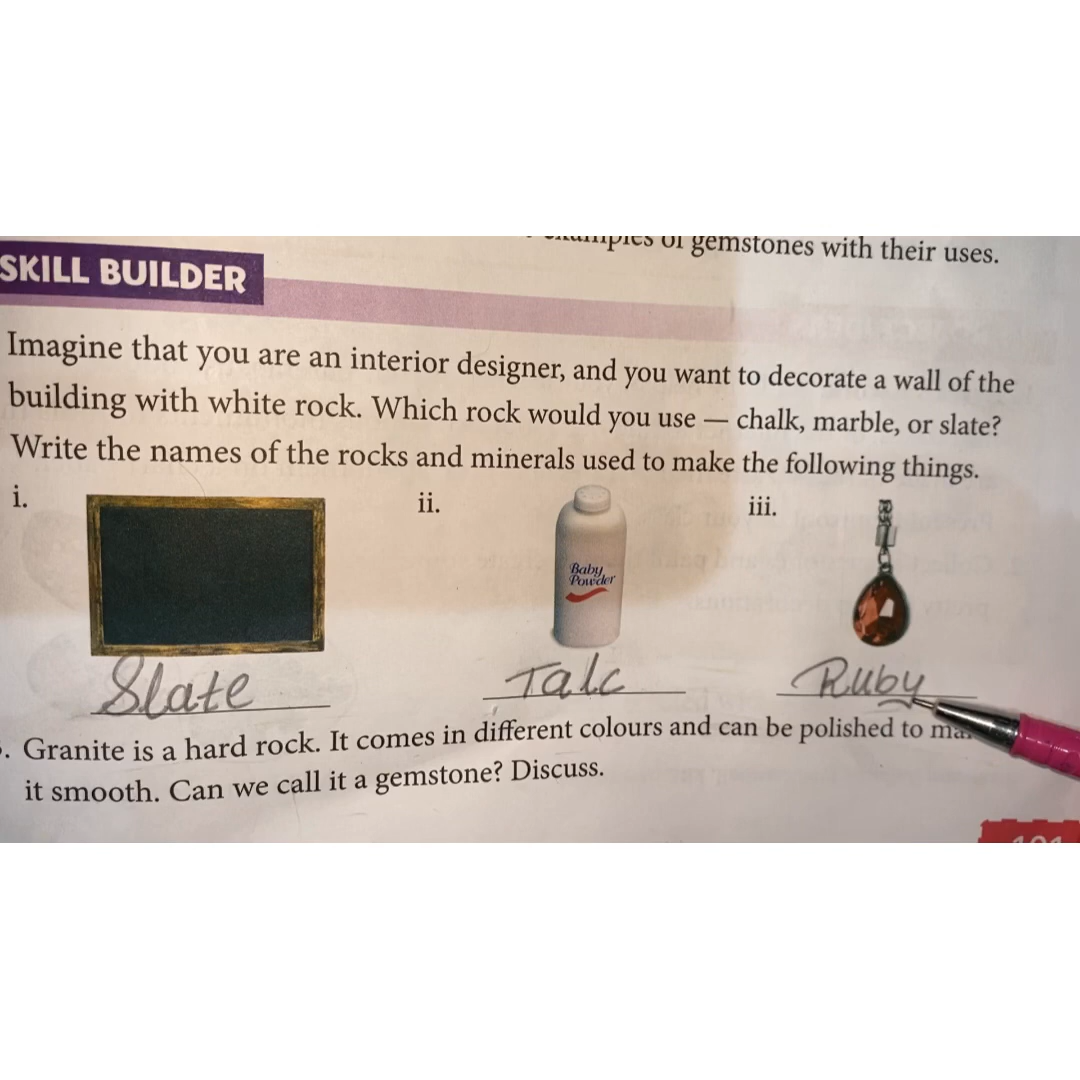 of gemstones with their uses.
SKILL BUILDER
Imagine that you are an interior designer, and you want to decorate a wall of the
building with white rock. Which rock would you use — chalk, marble, or slate?
Write the names of the rocks and minerals used to make the following things.
i. ii. iii.
Baby
Powder
Slate Talc Ruby
. Granite is a hard rock. It comes in different colours and can be polished to
it smooth. Can we call it a gemstone? Discuss.